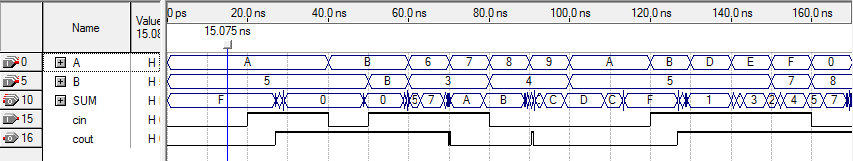 Name
Value
15.08
0 ps
20.0 ns
40.0 ns
60.0 ns
80.0 ns
100.0 ns
120.0 ns
140.0 ns
160.0 ns
15.075 ns
0 A H A B 6 7 8 9 A B D E F 0
5 B H 5 B 3 4 5 7 8
10 SUM H F 0 0 5 7 A B C C D C F 1 3 2 4 5 7
15 cin H
16 cout H